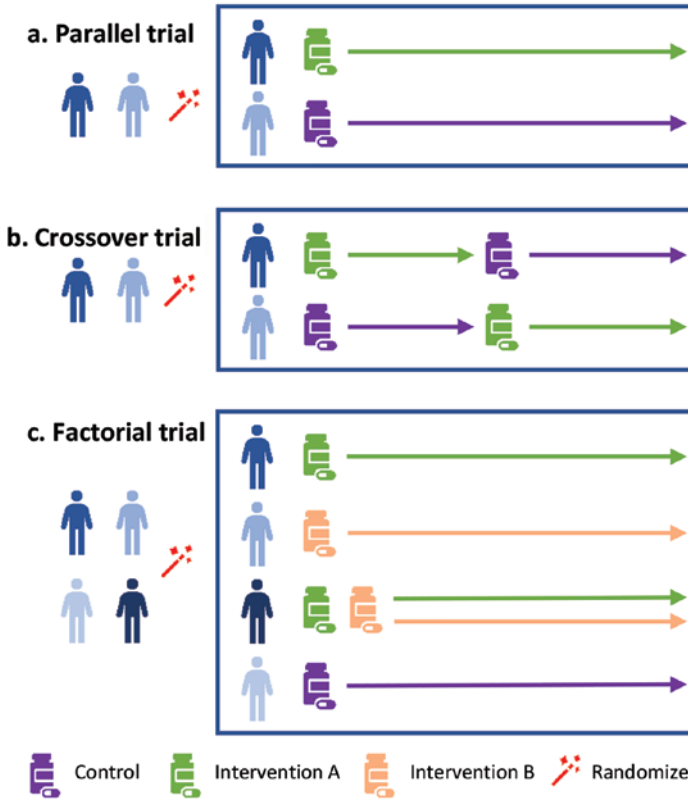 a. Parallel trial
b. Crossover trial
c. Factorial trial
Control Intervention A Intervention B Randomize